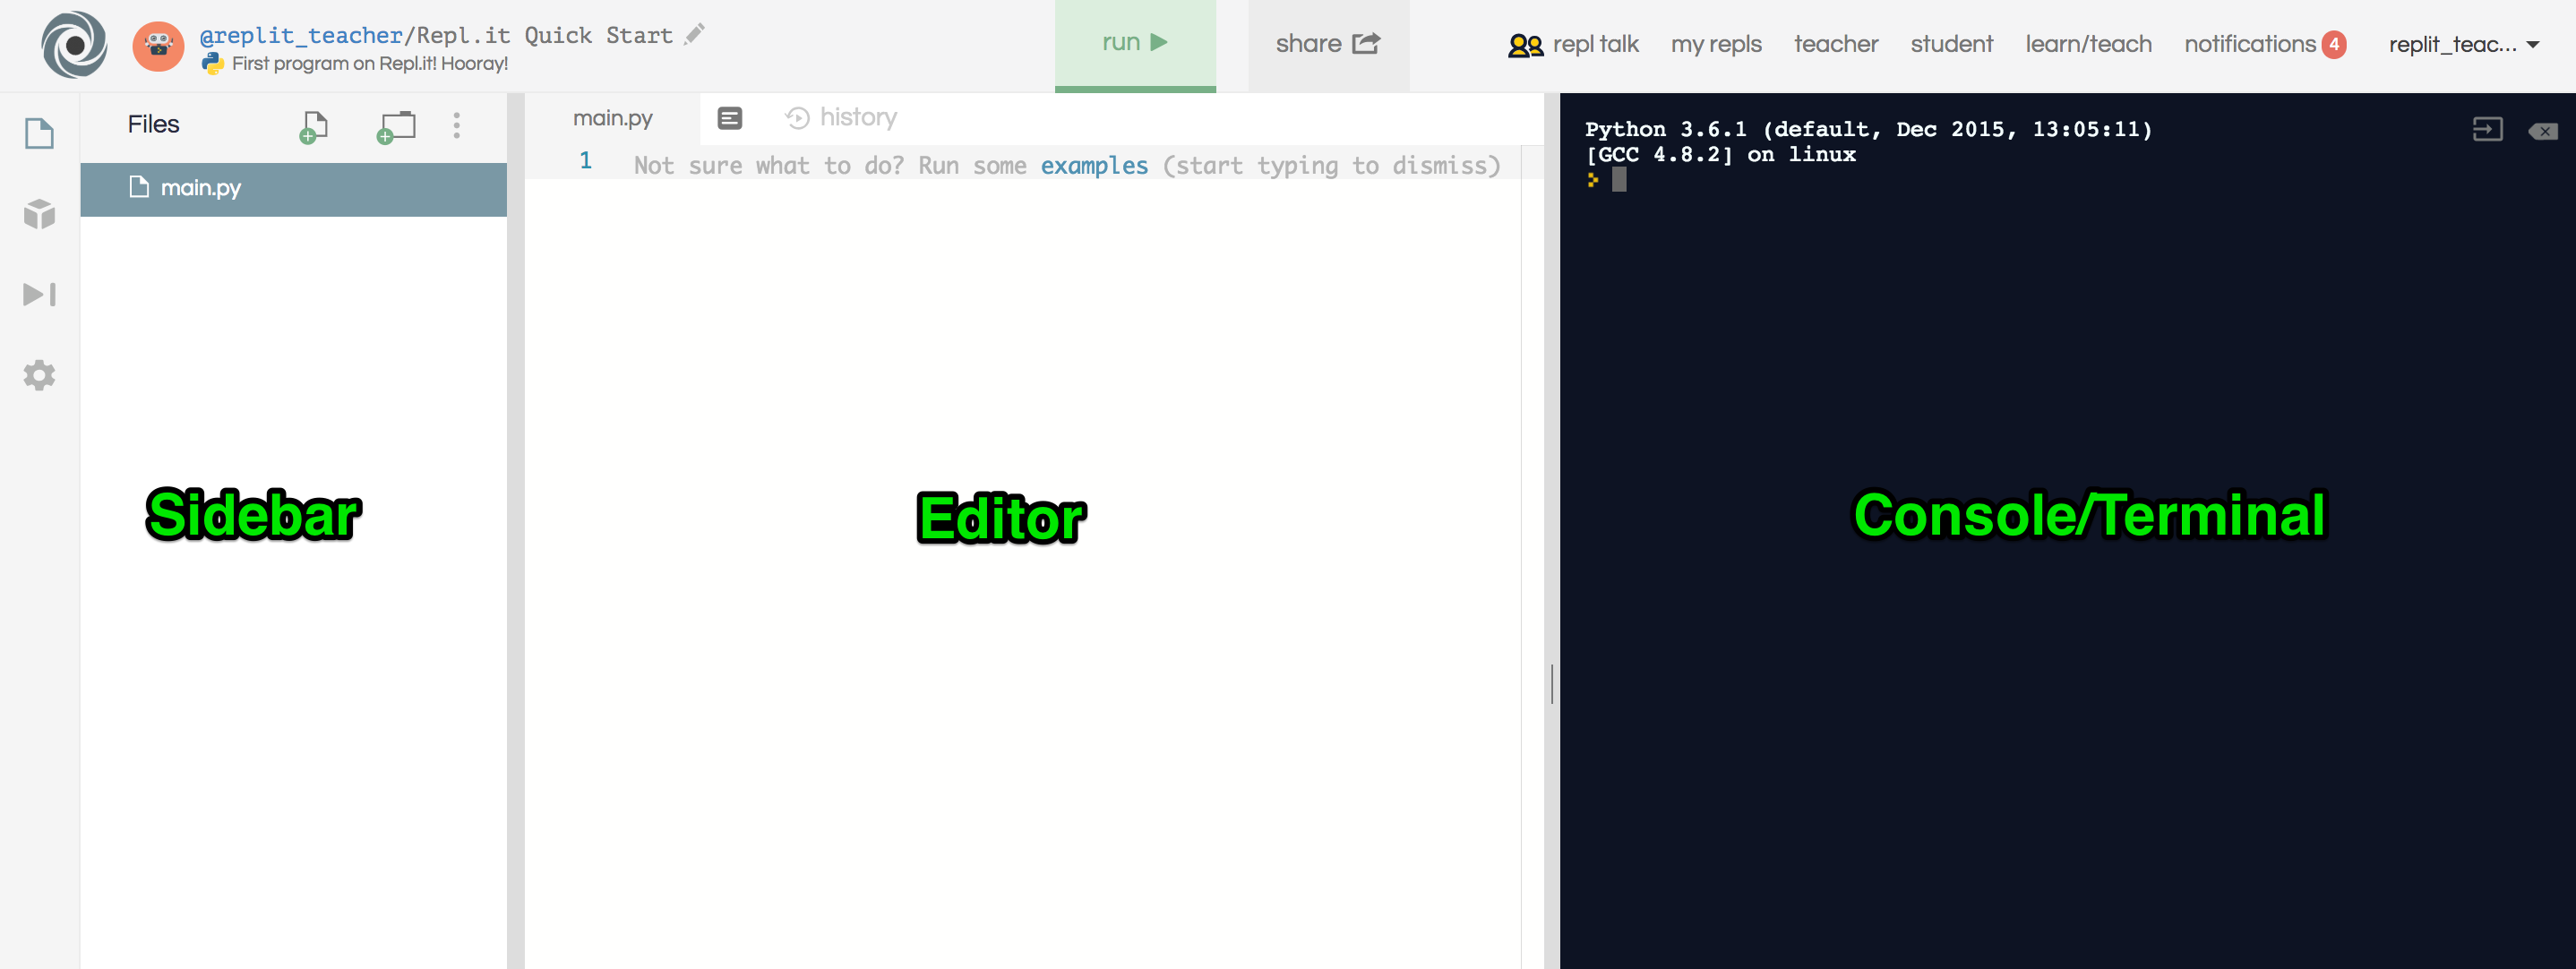 @replit_teacher/Repl.it Quick Start
First program on Repl.it! Hooray!
run
share
repl talk
my repls
teacher
student
learn/teach
notifications 4
replit_teac...
Files
main.py
main.py
history
1 Not sure what to do? Run some examples (start typing to dismiss)
Python 3.6.1 (default, Dec 2015, 13:05:11)
[GCC 4.8.2] on linux
Sidebar
Editor
Console/Terminal